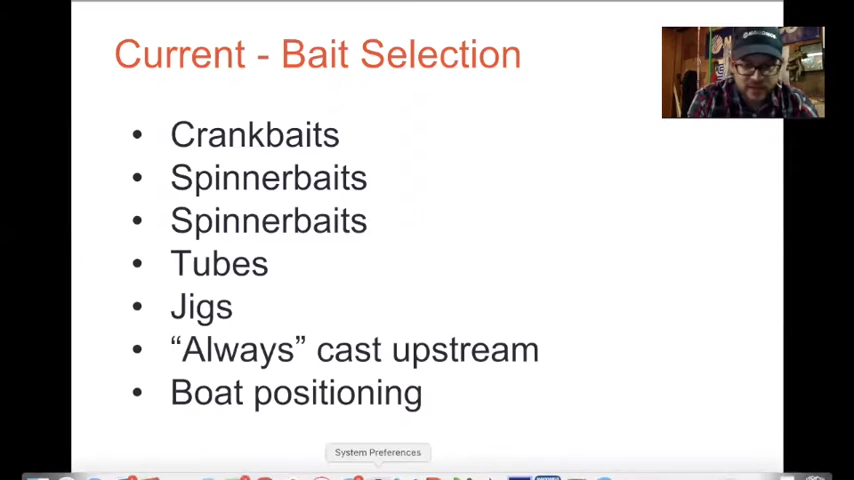 Current - Bait Selection
• Crankbaits
• Spinnerbaits
• Spinnerbaits
• Tubes
• Jigs
• “Always” cast upstream
• Boat positioning
System Preferences